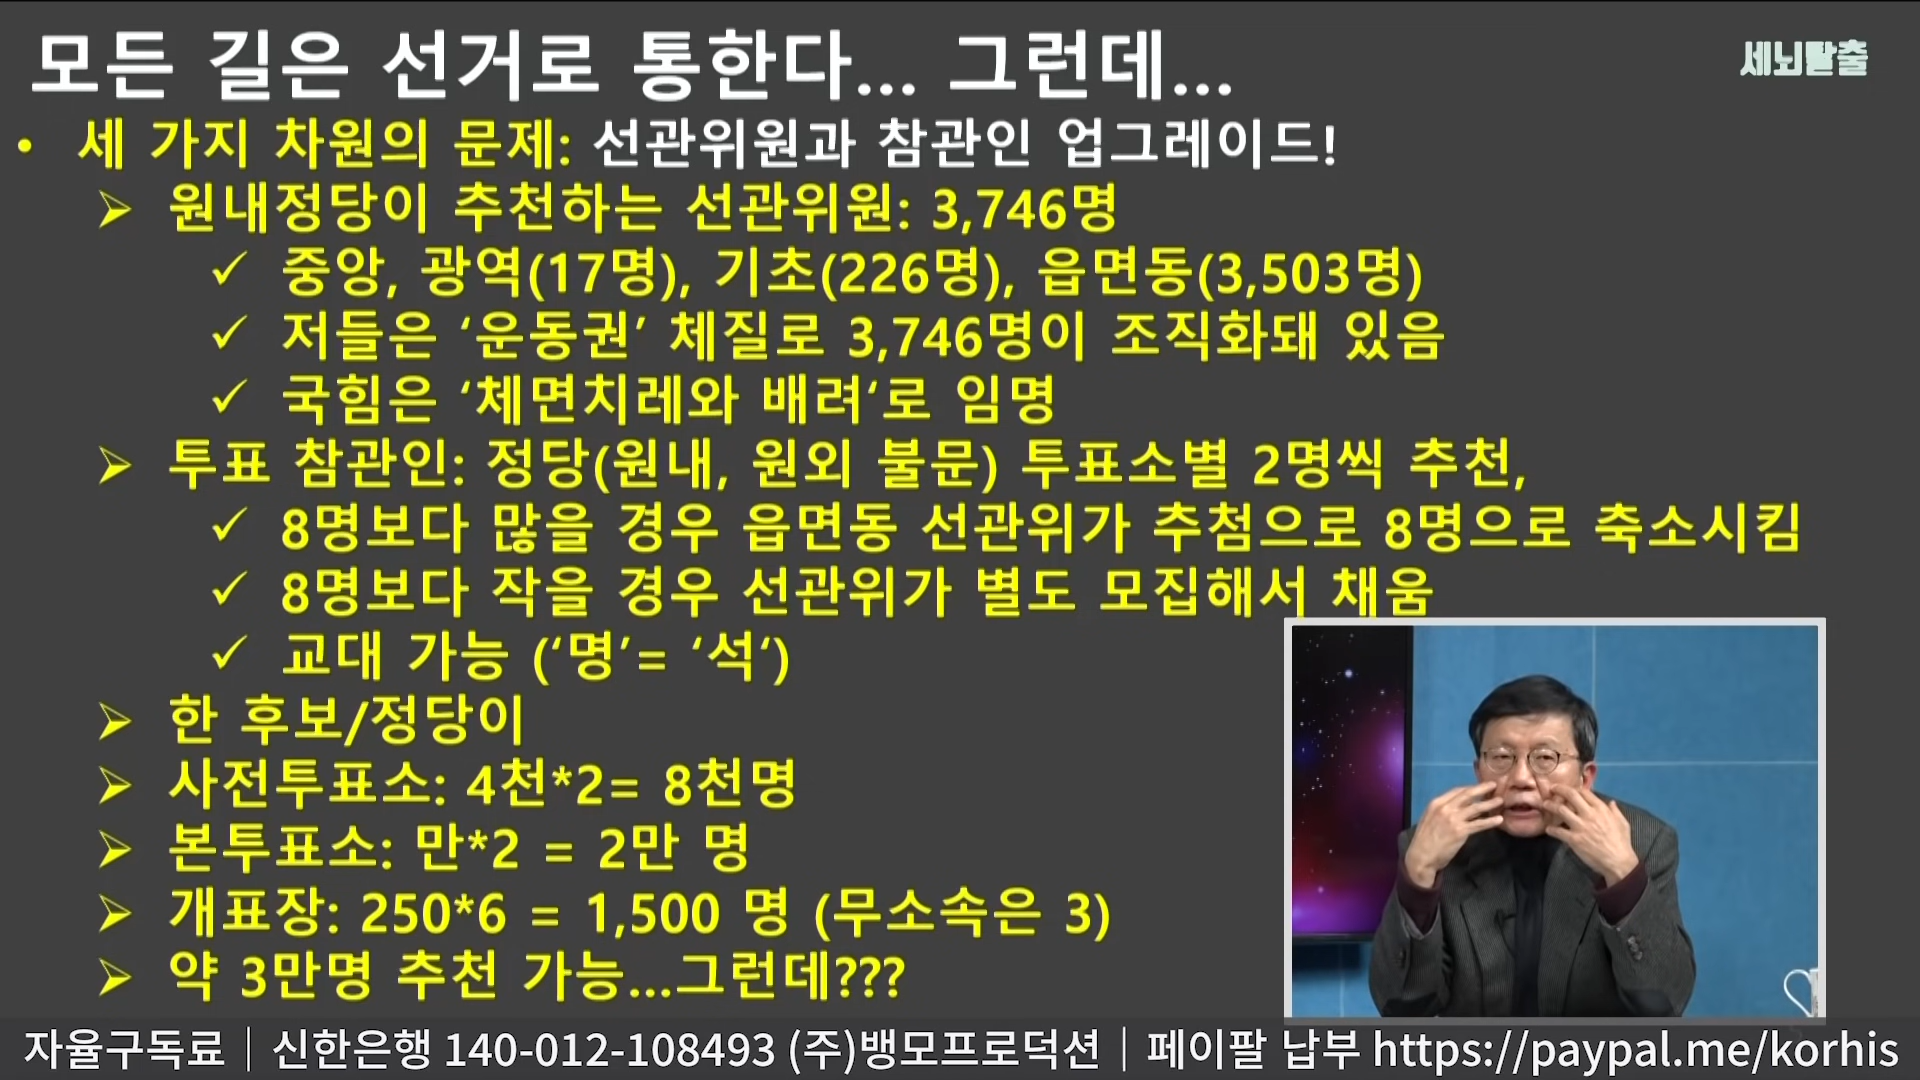 모든 길은 선거로 통한다... 그런데...
세뇌탈출
• 세 가지 차원의 문제: 선관위원과 참관인 업그레이드!
➢ 원내정당이 추천하는 선관위원: 3,746명
✓ 중앙, 광역(17명), 기초(226명), 읍면동(3,503명)
✓ 저들은 ‘운동권’ 체질로 3,746명이 조직화돼 있음
✓ 국힘은 ‘체면치레와 배려‘로 임명
➢ 투표 참관인: 정당(원내, 원외 불문) 투표소별 2명씩 추천,
✓ 8명보다 많을 경우 읍면동 선관위가 추첨으로 8명으로 축소시킴
✓ 8명보다 작을 경우 선관위가 별도 모집해서 채움
✓ 교대 가능 (‘명’= ‘석‘)
➢ 한 후보/정당이
➢ 사전투표소: 4천*2= 8천명
➢ 본투표소: 만*2 = 2만 명
➢ 개표장: 250*6 = 1,500 명 (무소속은 3)
➢ 약 3만명 추천 가능...그런데???
자율구독료 | 신한은행 140-012-108493 (주)뱅모프로덕션 | 페이팔 납부 https://paypal.me/korhis